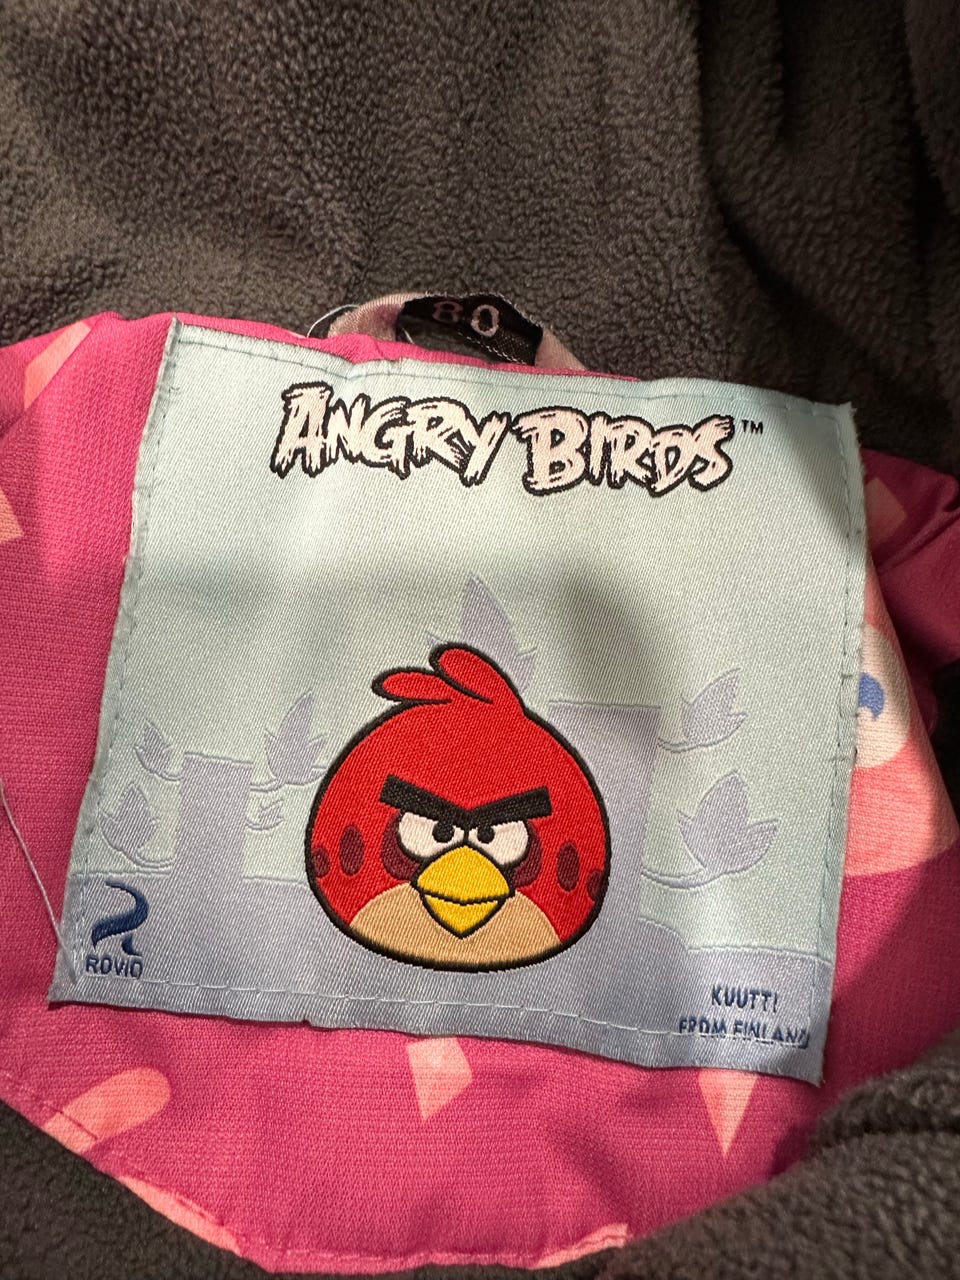 80
ANGRY BIRDS™
ROVIO
KUUTTI
FROM FINLAND